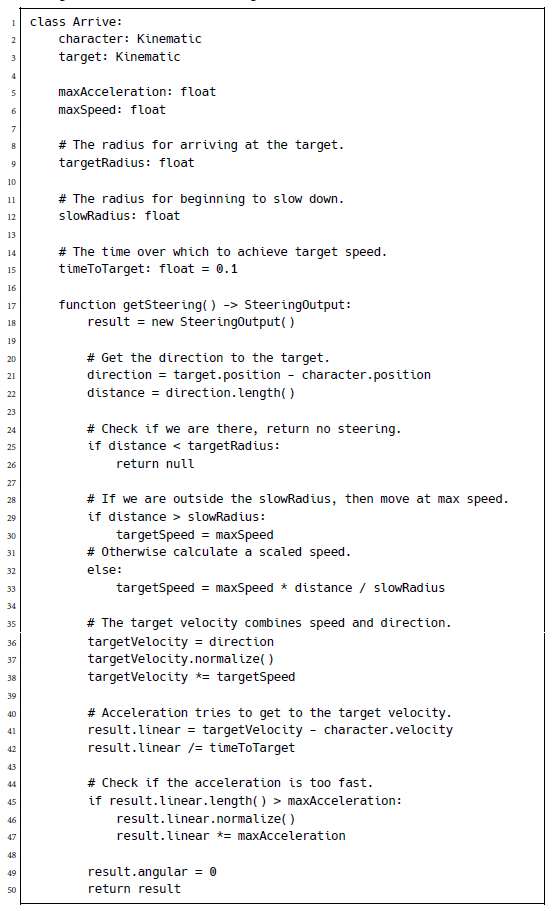 1 class Arrive:
2     character: Kinematic
3     target: Kinematic
4
5     maxAcceleration: float
6     maxSpeed: float
7
8     # The radius for arriving at the target.
9     targetRadius: float
10
11     # The radius for beginning to slow down.
12     slowRadius: float
13
14     # The time over which to achieve target speed.
15     timeToTarget: float = 0.1
16
17     function getSteering() -> SteeringOutput:
18         result = new SteeringOutput()
19
20         # Get the direction to the target.
21         direction = target.position - character.position
22         distance = direction.length()
23
24         # Check if we are there, return no steering.
25         if distance < targetRadius:
26             return null
27
28         # If we are outside the slowRadius, then move at max speed.
29         if distance > slowRadius:
30             targetSpeed = maxSpeed
31         # Otherwise calculate a scaled speed.
32         else:
33             targetSpeed = maxSpeed * distance / slowRadius
34
35         # The target velocity combines speed and direction.
36         targetVelocity = direction
37         targetVelocity.normalize()
38         targetVelocity *= targetSpeed
39
40         # Acceleration tries to get to the target velocity.
41         result.linear = targetVelocity - character.velocity
42         result.linear /= timeToTarget
43
44         # Check if the acceleration is too fast.
45         if result.linear.length() > maxAcceleration:
46             result.linear.normalize()
47             result.linear *= maxAcceleration
48
49         result.angular = 0
50         return result